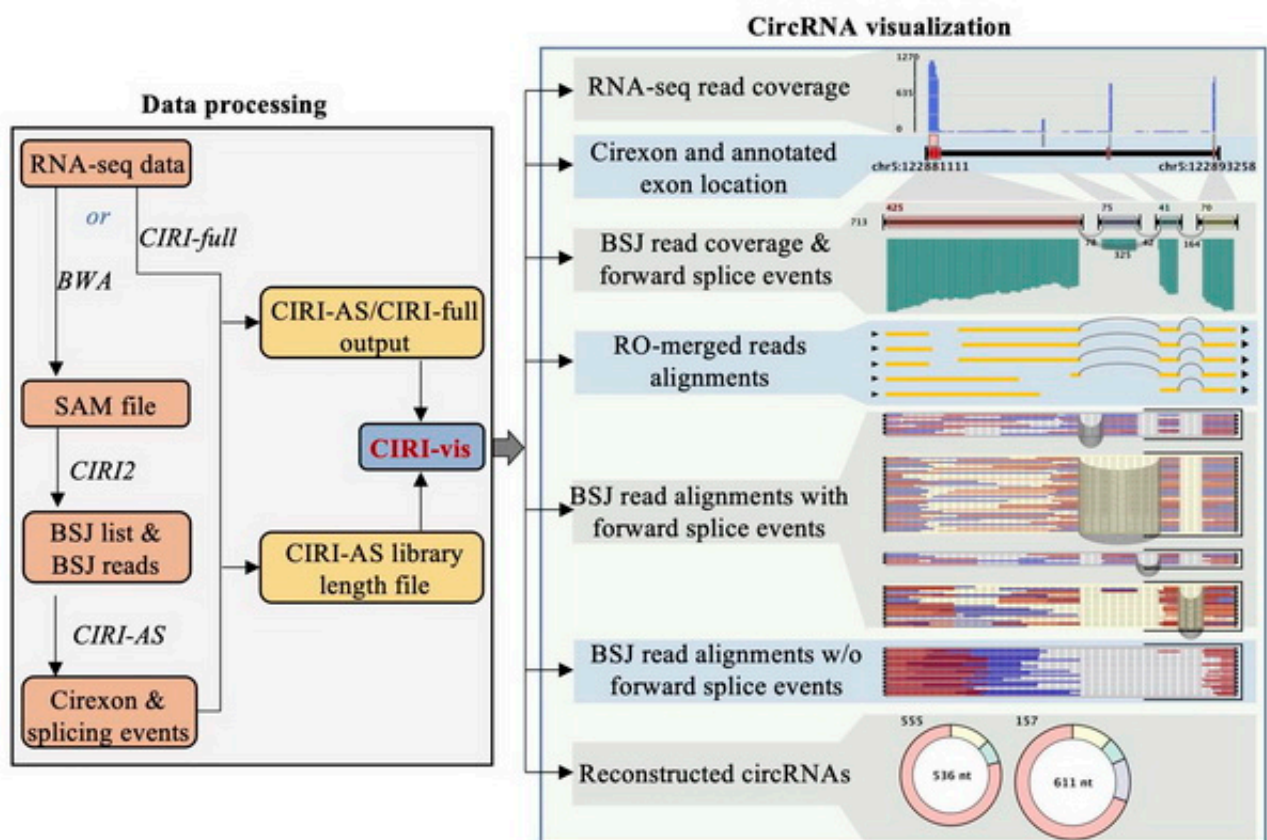 CircRNA visualization
Data processing
RNA-seq data
or
CIRI-full
BWA
SAM file
CIRI2
BSJ list &
BSJ reads
CIRI-AS
Cirexon &
splicing events
CIRI-AS/CIRI-full
output
CIRI-vis
CIRI-AS library
length file
RNA-seq read coverage
1270
635
0
Cirexon and annotated
exon location
chr5:122881111
chr5:122893258
BSJ read coverage &
forward splice events
713
425
75
41
70
78
325
42
164
RO-merged reads
alignments
BSJ read alignments with
forward splice events
BSJ read alignments w/o
forward splice events
Reconstructed circRNAs
555
536 nt
157
611 nt